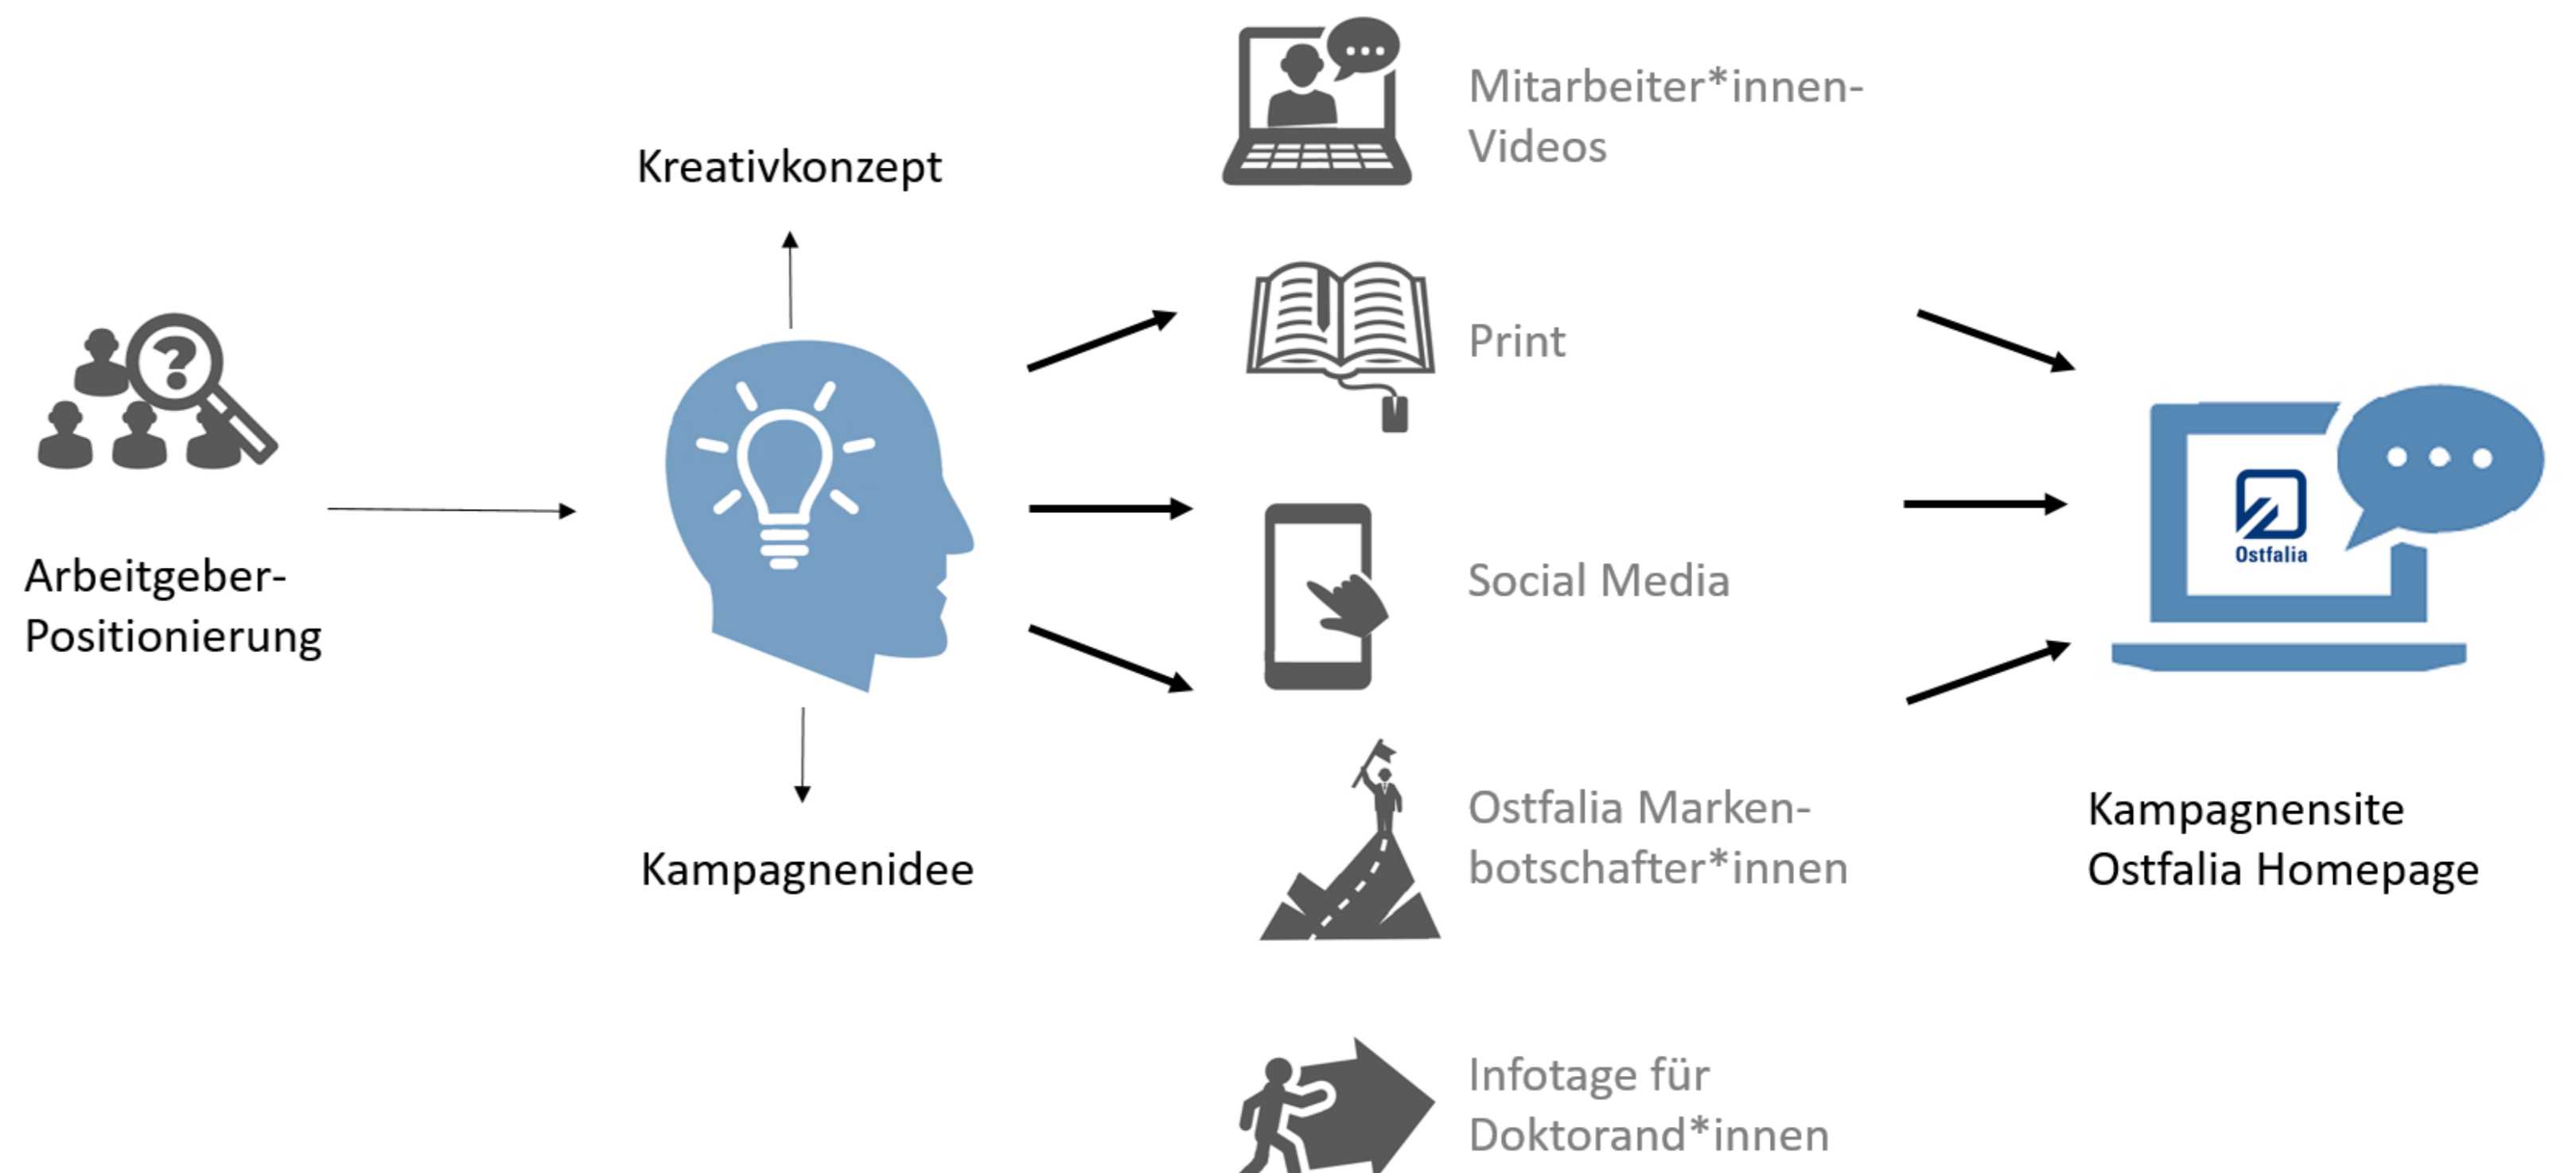 Arbeitgeber-
Positionierung
Kreativkonzept
Kampagnenidee
Mitarbeiter*innen-
Videos
Print
Social Media
Ostfalia Marken-
botschafter*innen
Infotage für
Doktorand*innen
Ostfalia
Kampagnensite
Ostfalia Homepage